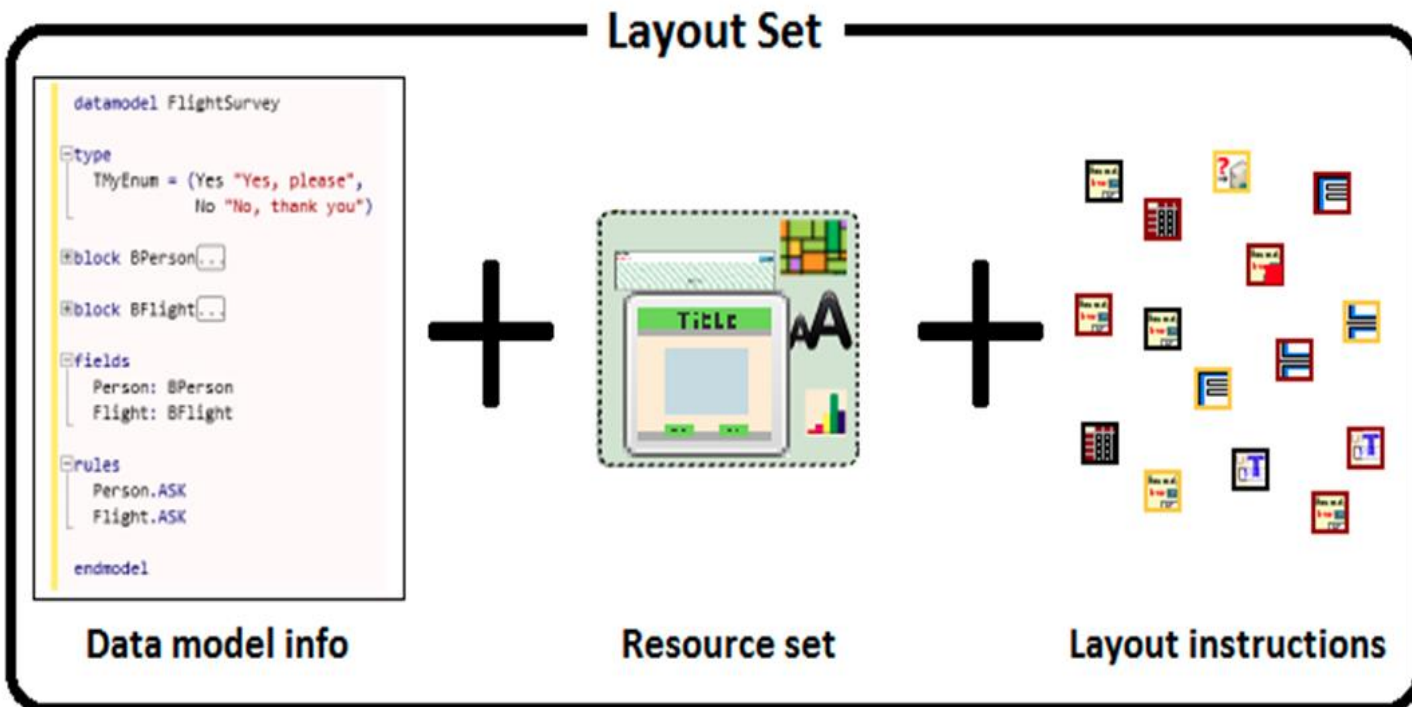 Layout Set
datamodel FlightSurvey
type
TMyEnum = (Yes "Yes, please",
No "No, thank you")
block BPerson...
block BFlight...
fields
Person: BPerson
Flight: BFlight
rules
Person.ASK
Flight.ASK
endmodel
Title
AA
Data model info
Resource set
Layout instructions